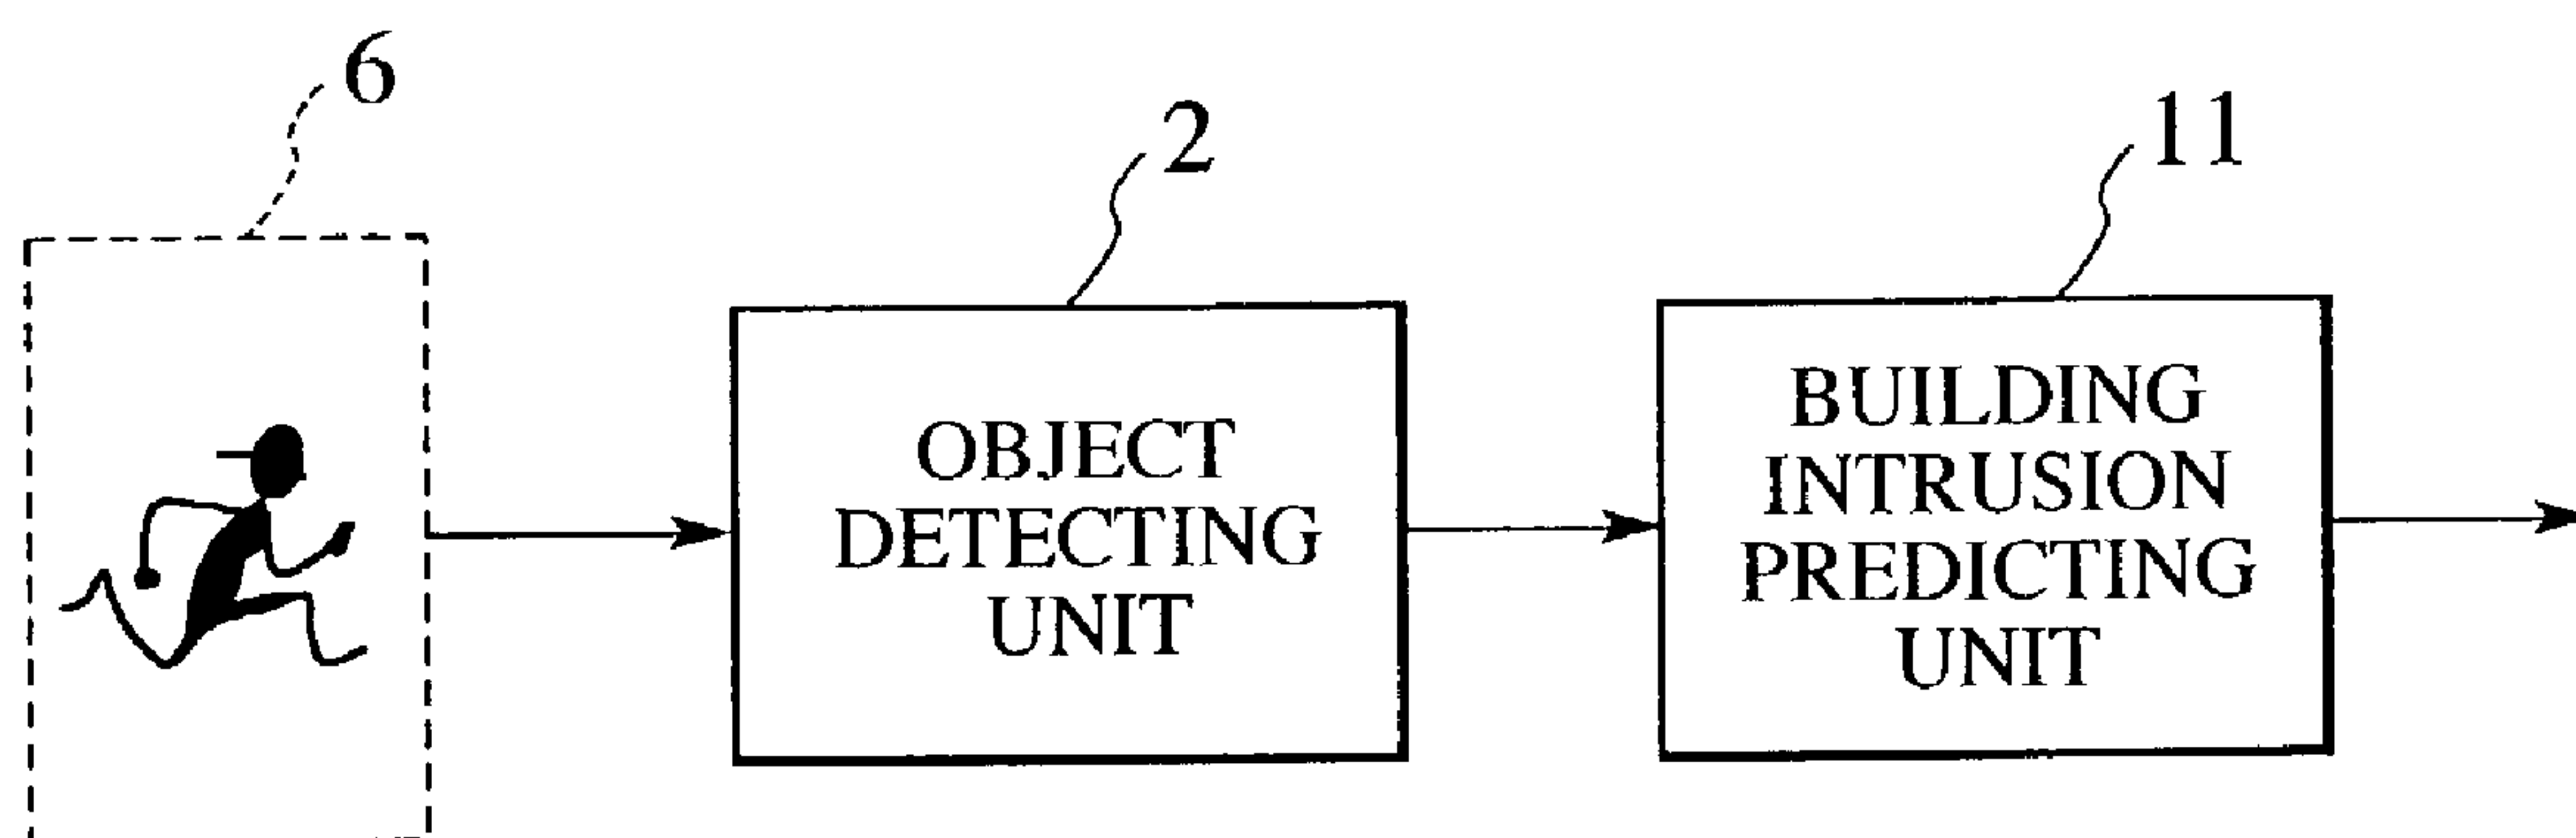 6
2
11
OBJECT
DETECTING
UNIT
BUILDING
INTRUSION
PREDICTING
UNIT